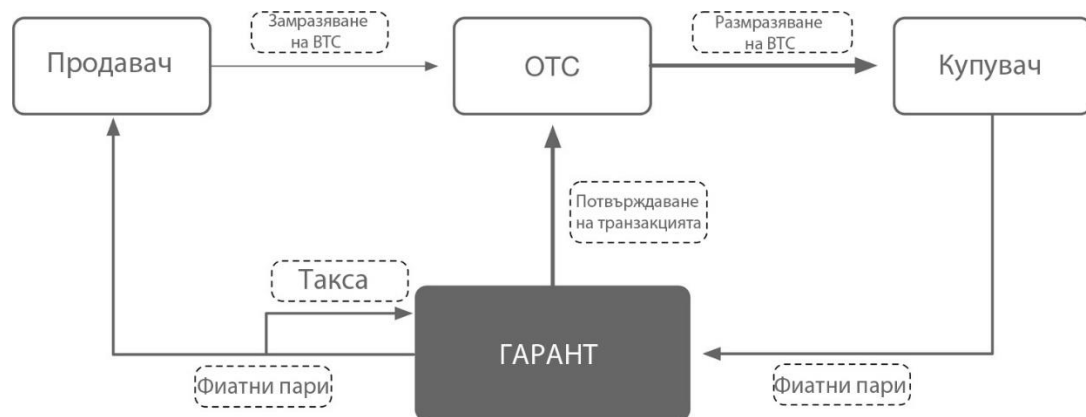 Замразяване
на BTC
Размразяване
на BTC
Продавач
OTC
Купувач
Потвърждаване
на транзакцията
Такса
ГАРАНТ
Фиатни пари
Фиатни пари